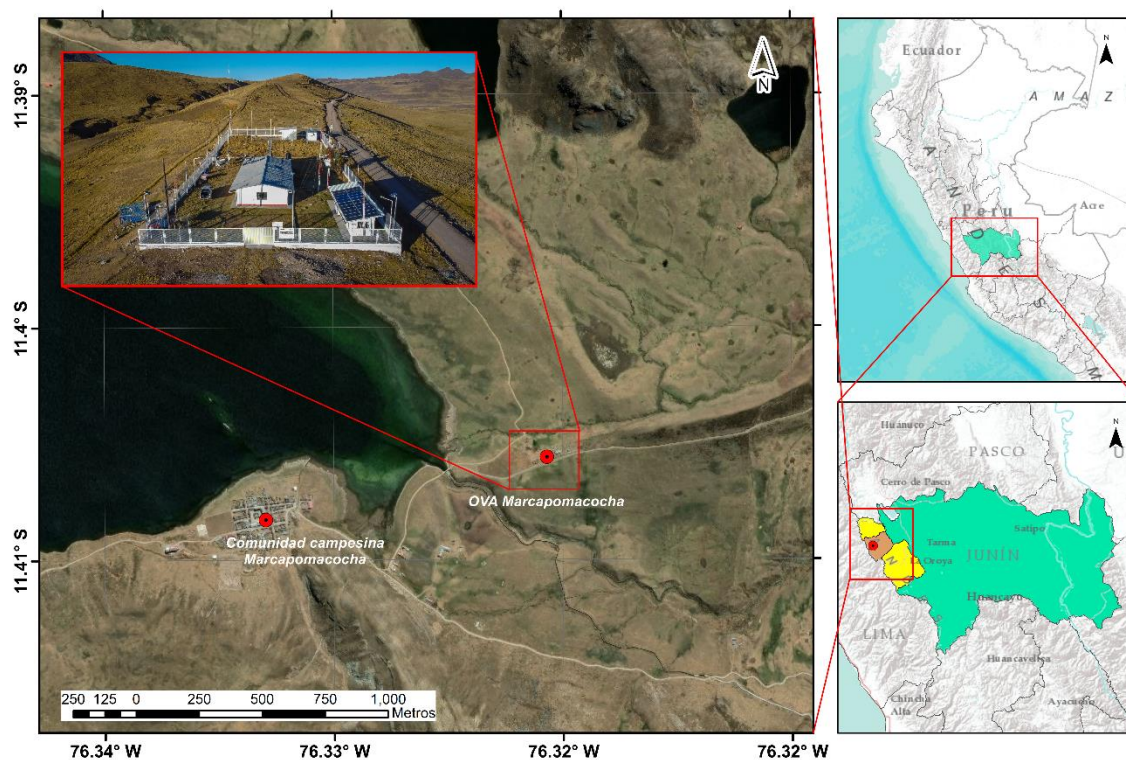 11.39° S
11.4° S
11.41° S
N
OVA Marcapomacocha
Comunidad campesina
Marcapomacocha
250 125 0 250 500 750 1,000
Metros
76.34° W
76.33° W
76.32° W
76.32° W
N
Ecuador
AMAZ
ANDES
Peru
Acre
M
N
Huánuco
PASCO
U
Cerro de Pasco
Satipo
Tarma
JUNÍN
La Oroya
N
Huancayo
LIMA
Huancavelica
Chincha
Alta
Ayacucho